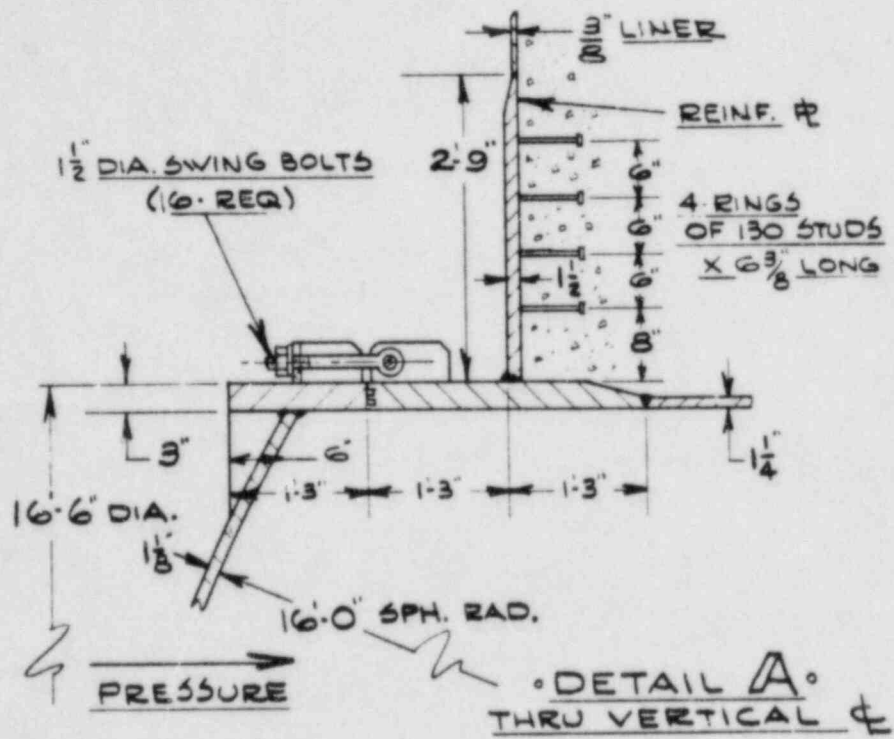 3/8" LINER
REINF. PL
1 1/2" DIA. SWING BOLTS
(16 · REQ)
2'-9"
6"
6"
6"
8"
4 RINGS
OF 130 STUDS
X 6 3/8" LONG
1 1/2"
3"
6"
1 1/4"
1'-3"
1'-3"
1'-3"
16'-6" DIA.
1 1/8"
16'-0" SPH. RAD.
PRESSURE
·DETAIL A·
THRU VERTICAL ℄